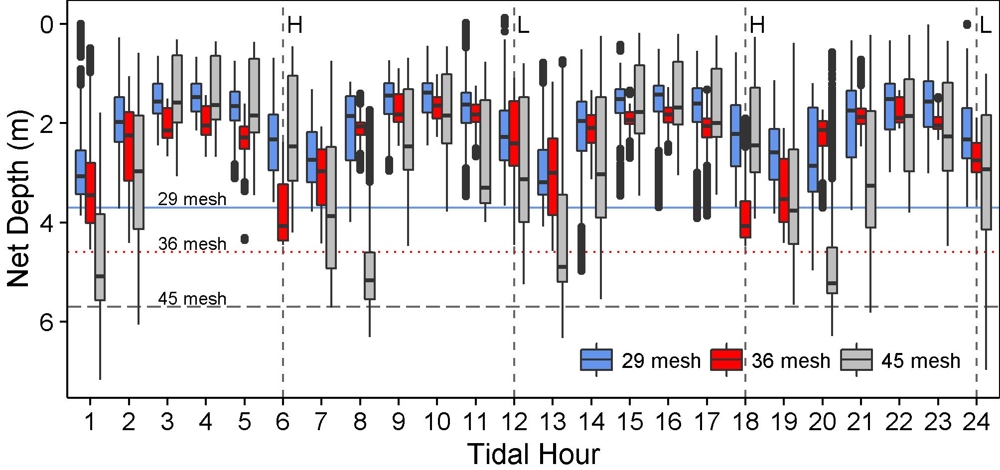 H L H L
0
2
4
6
Net Depth (m)
29 mesh
36 mesh
45 mesh
29 mesh 36 mesh 45 mesh
1 2 3 4 5 6 7 8 9 10 11 12 13 14 15 16 17 18 19 20 21 22 23 24
Tidal Hour